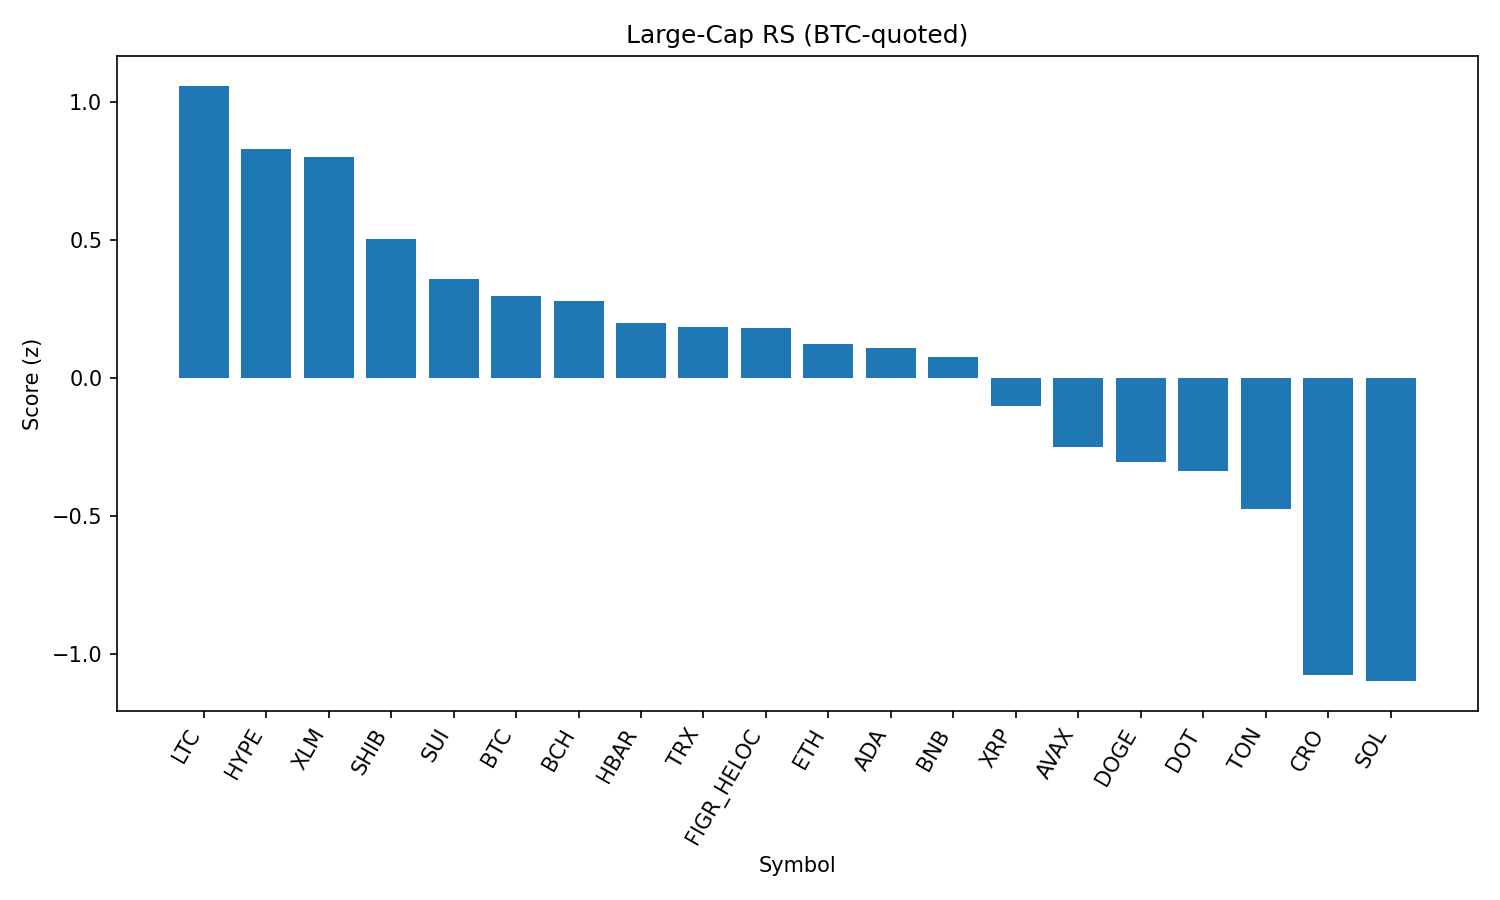 Large-Cap RS (BTC-quoted)
Score (z)
1.0
0.5
0.0
−0.5
−1.0
LTC
HYPE
XLM
SHIB
SUI
BTC
BCH
HBAR
TRX
FIGR_HELOC
ETH
ADA
BNB
XRP
AVAX
DOGE
DOT
TON
CRO
SOL
Symbol